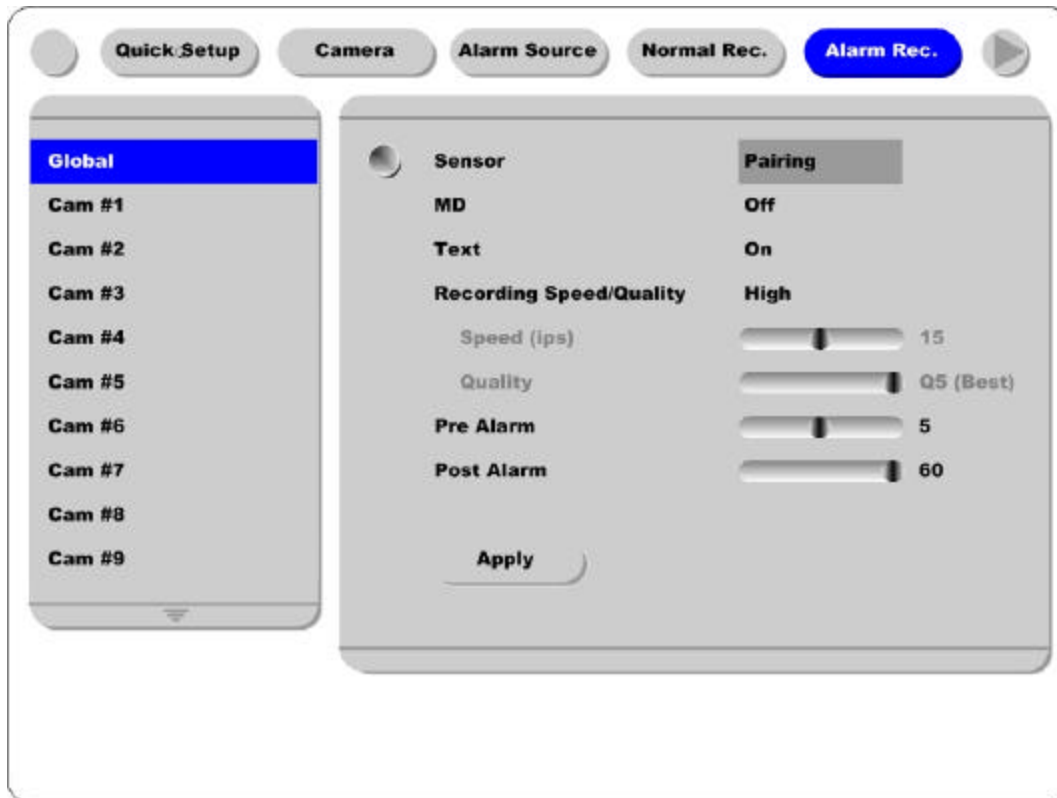 Quick Setup Camera Alarm Source Normal Rec. Alarm Rec.
Global
Cam #1
Cam #2
Cam #3
Cam #4
Cam #5
Cam #6
Cam #7
Cam #8
Cam #9
Sensor Pairing
MD Off
Text On
Recording Speed/Quality High
Speed (ips) 15
Quality Q5 (Best)
Pre Alarm 5
Post Alarm 60
Apply